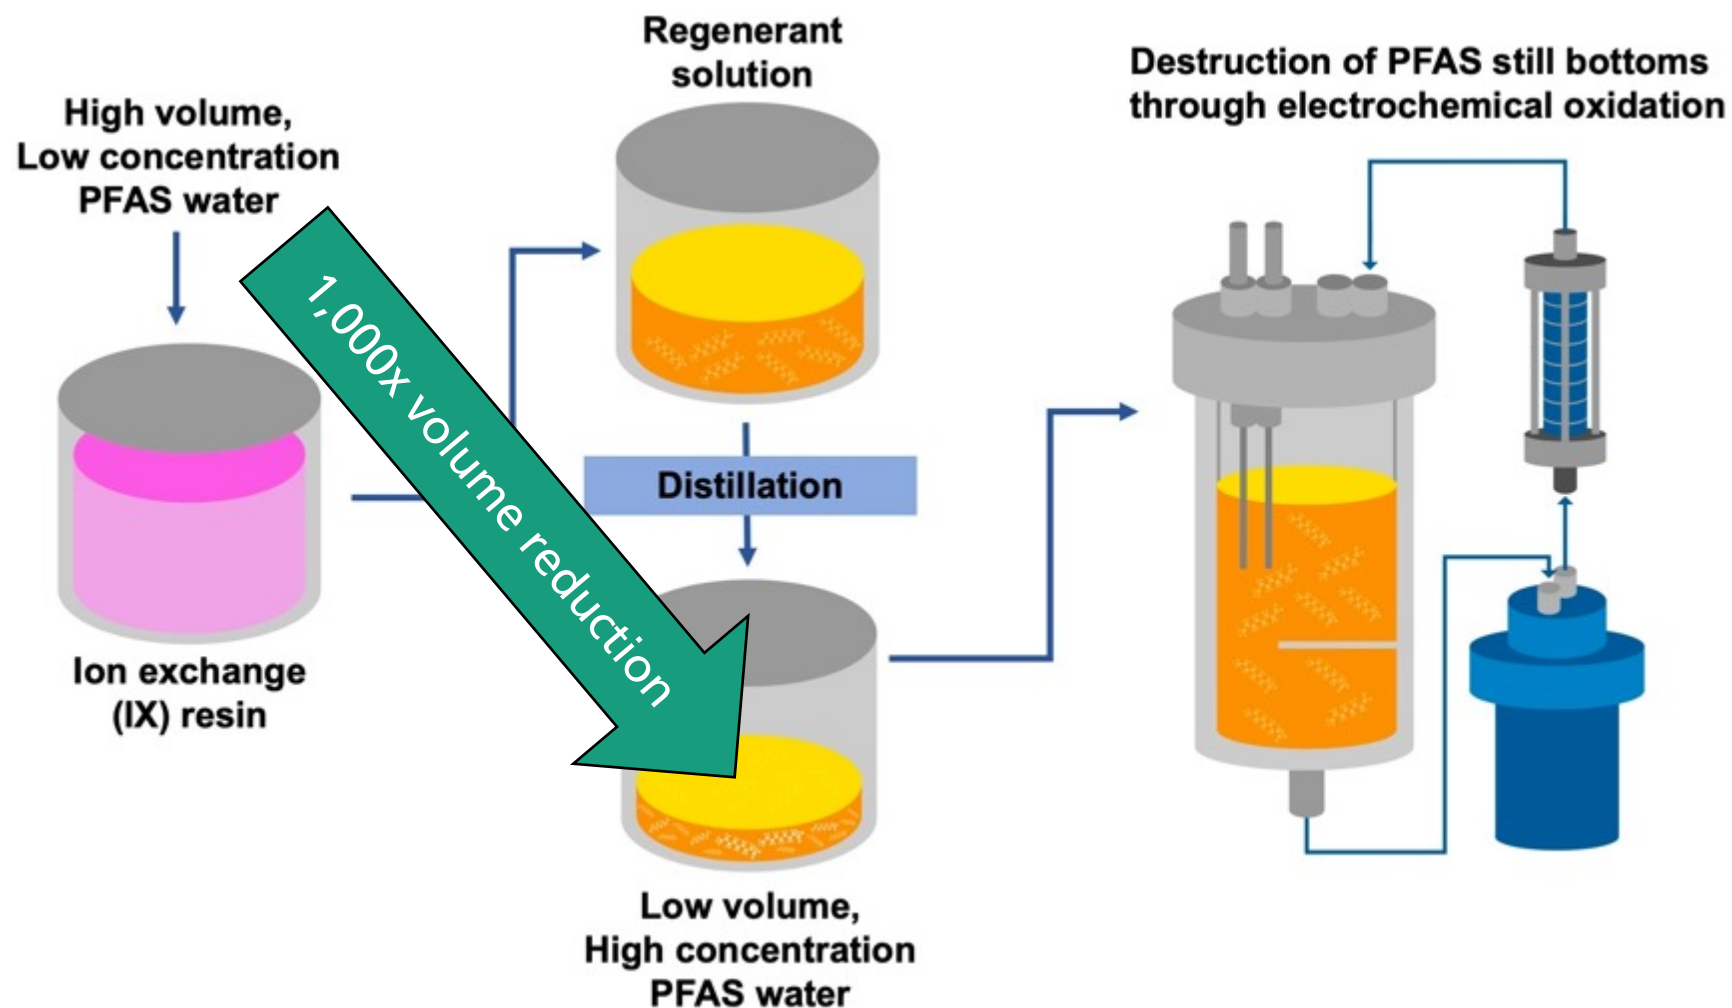 High volume,
Low concentration
PFAS water
Ion exchange
(IX) resin
1,000x volume reduction
Regenerant
solution
Distillation
Low volume,
High concentration
PFAS water
Destruction of PFAS still bottoms
through electrochemical oxidation